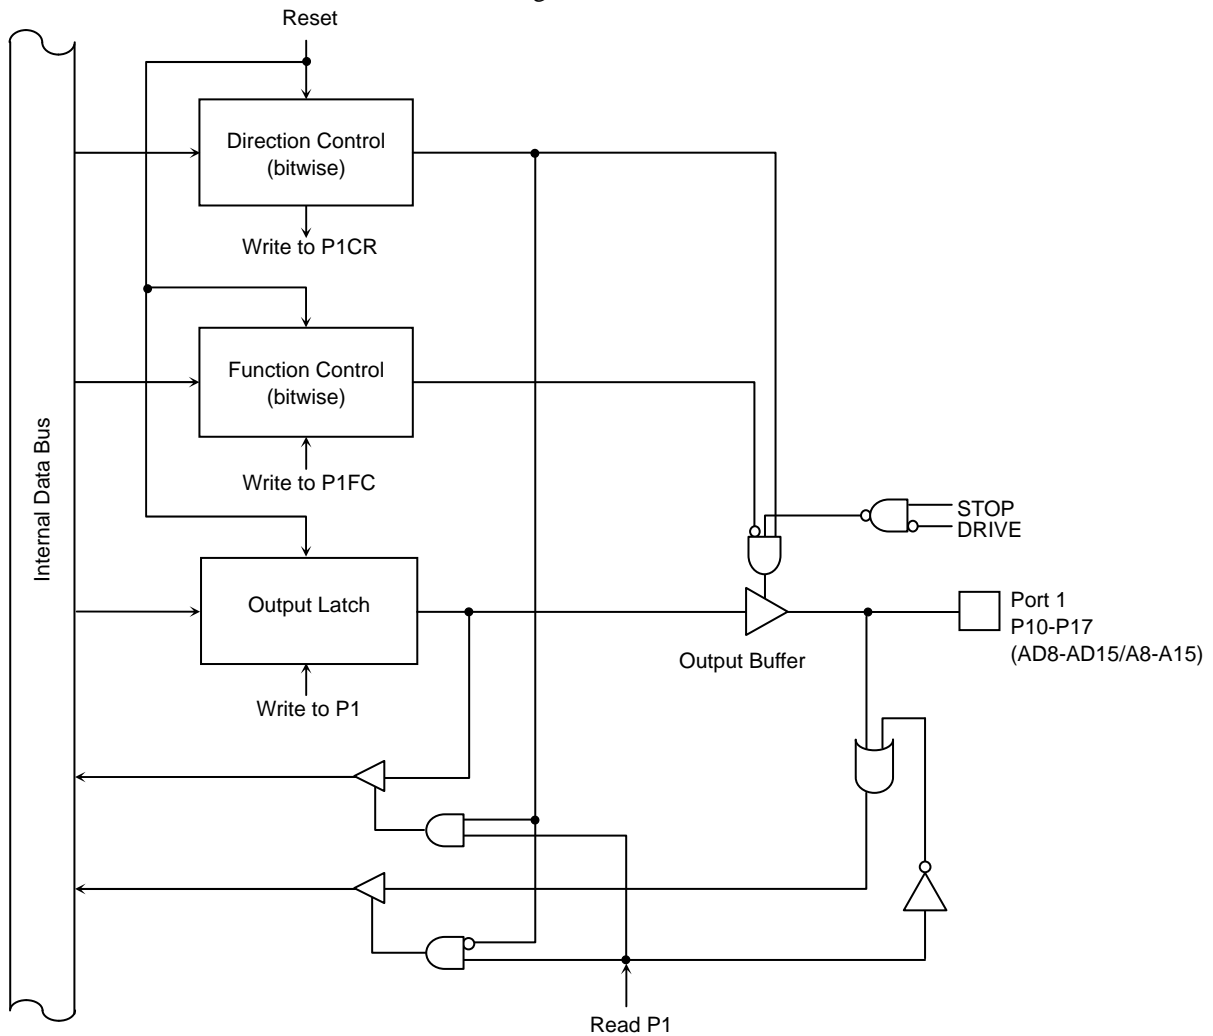 Reset
Direction Control
(bitwise)
Write to P1CR
Function Control
(bitwise)
Write to P1FC
Internal Data Bus
STOP
DRIVE
Output Latch
Port 1
P10-P17
(AD8-AD15/A8-A15)
Output Buffer
Write to P1
Read P1